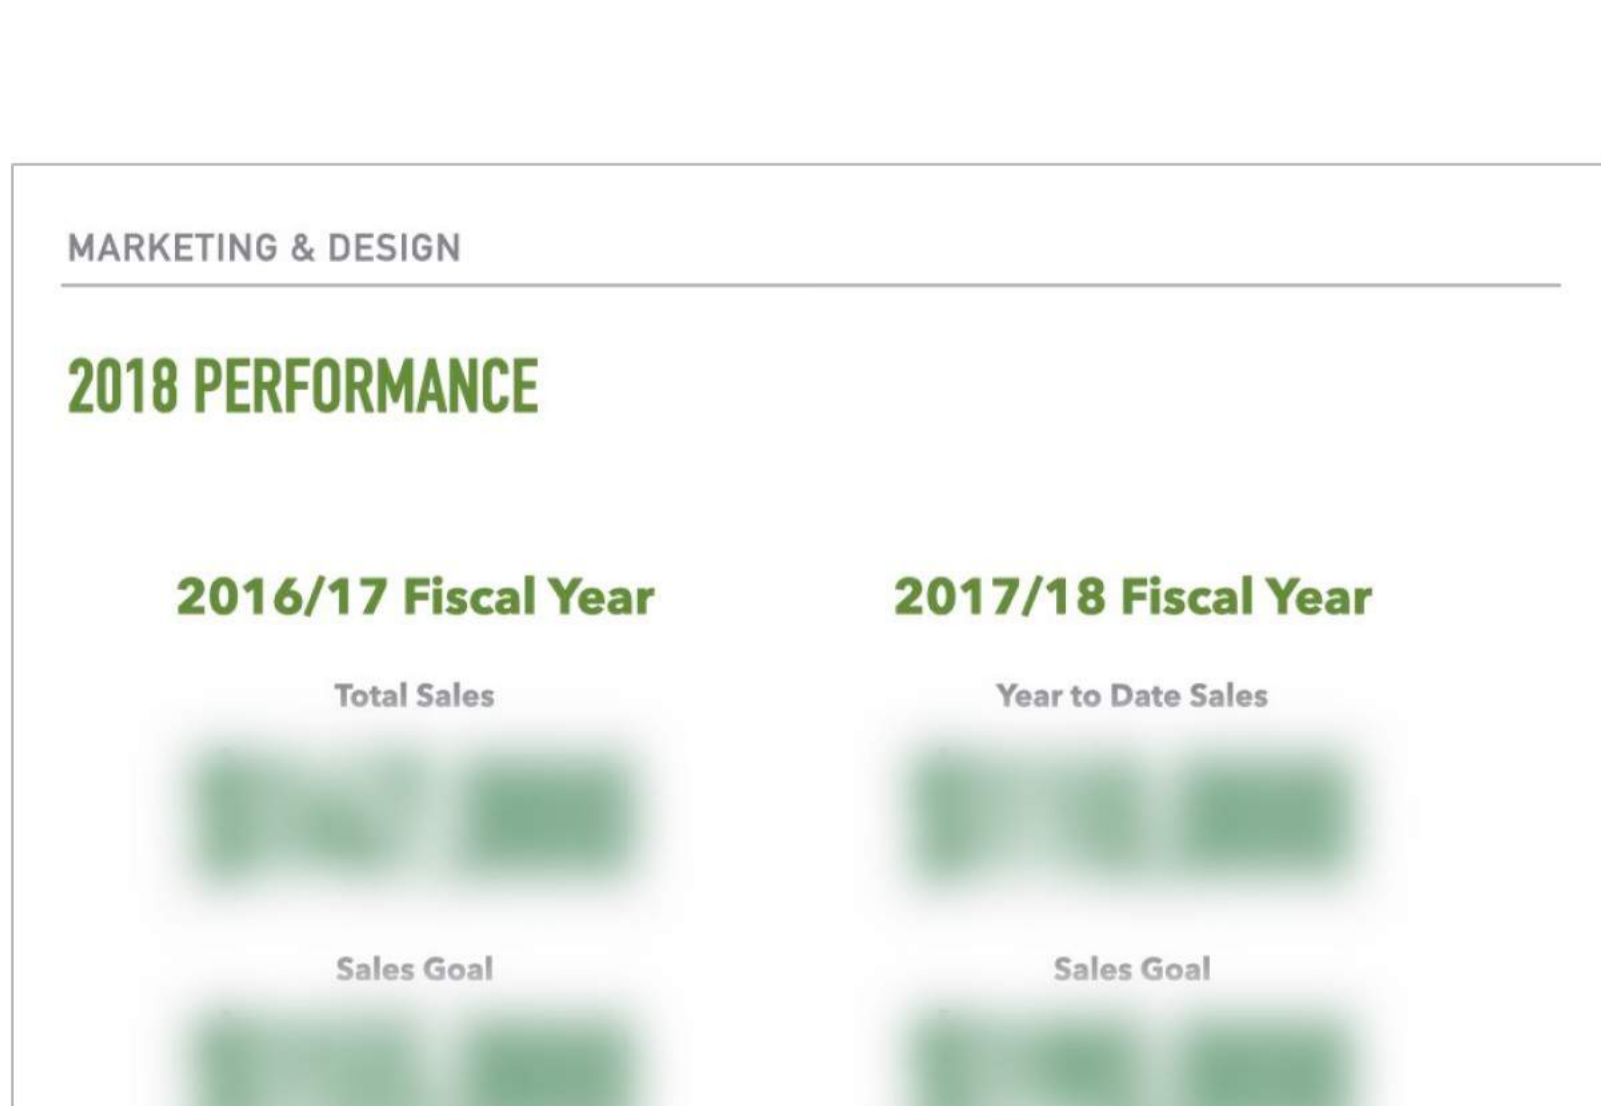 MARKETING & DESIGN
2018 PERFORMANCE
2016/17 Fiscal Year
2017/18 Fiscal Year
Total Sales
Year to Date Sales
Sales Goal
Sales Goal